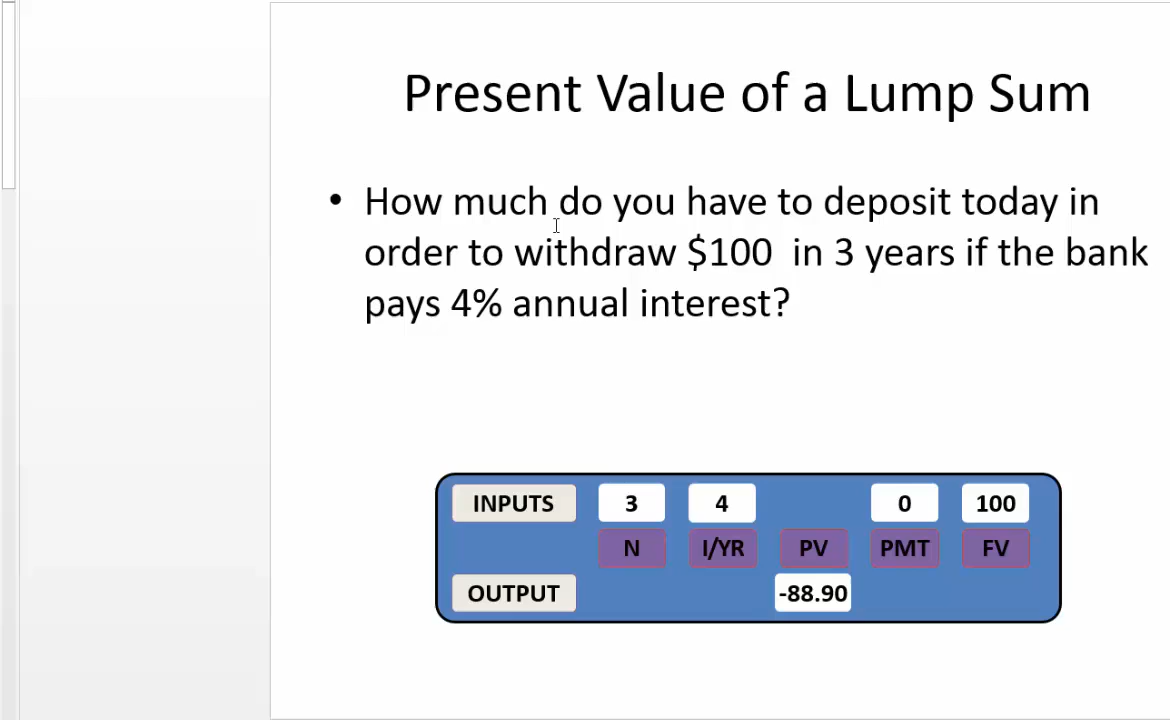 Present Value of a Lump Sum
• How much do you have to deposit today in
order to withdraw $100  in 3 years if the bank
pays 4% annual interest?
INPUTS 3 4 0 100
N I/YR PV PMT FV
OUTPUT -88.90